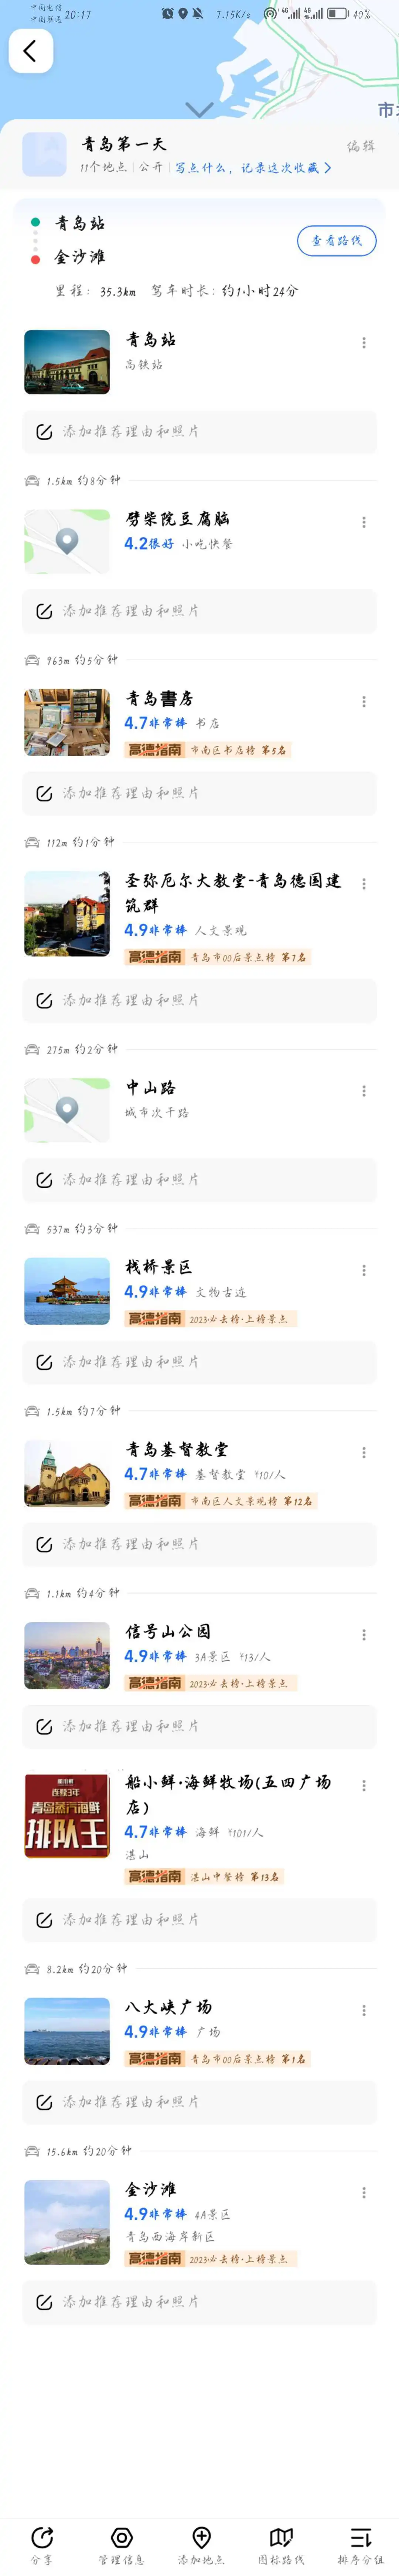 中国电信
中国联通
20:17
7.15K/s
4G
4G
40%
市北
青岛第一天
编辑
11个地点 | 公开 | 写点什么，记录这次收藏 >
青岛站
金沙滩
查看路线
里程：35.3km 驾车时长：约1小时24分
青岛站
高铁站
添加推荐理由和照片
1.5km 约8分钟
劈柴院豆腐脑
4.2很好 小吃快餐
添加推荐理由和照片
963m 约5分钟
青岛書房
4.7非常棒 书店
高德指南 市南区书店榜 第5名
添加推荐理由和照片
112m 约1分钟
圣弥厄尔大教堂-青岛德国建
筑群
4.9非常棒 人文景观
高德指南 青岛市00后景点榜 第7名
添加推荐理由和照片
275m 约2分钟
中山路
城市次干路
添加推荐理由和照片
537m 约3分钟
栈桥景区
4.9非常棒 文物古迹
高德指南 2023·必去榜·上榜景点
添加推荐理由和照片
1.5km 约7分钟
青岛基督教堂
4.7非常棒 基督教堂 ¥10/人
高德指南 市南区人文景观榜 第12名
添加推荐理由和照片
1.1km 约4分钟
信号山公园
4.9非常棒 3A景区 ¥13/人
高德指南 2023·必去榜·上榜景点
添加推荐理由和照片
连续3年
青岛蒸汽海鲜
排队王
船小鲜·海鲜牧场(五四广场
店)
4.7非常棒 海鲜 ¥101/人
湛山
高德指南 湛山中餐榜 第13名
添加推荐理由和照片
8.2km 约20分钟
八大峡广场
4.9非常棒 广场
高德指南 青岛市00后景点榜 第1名
添加推荐理由和照片
15.6km 约20分钟
金沙滩
4.9非常棒 4A景区
青岛西海岸新区
高德指南 2023·必去榜·上榜景点
添加推荐理由和照片
分享
管理信息
添加地点
图标路线
排序分组